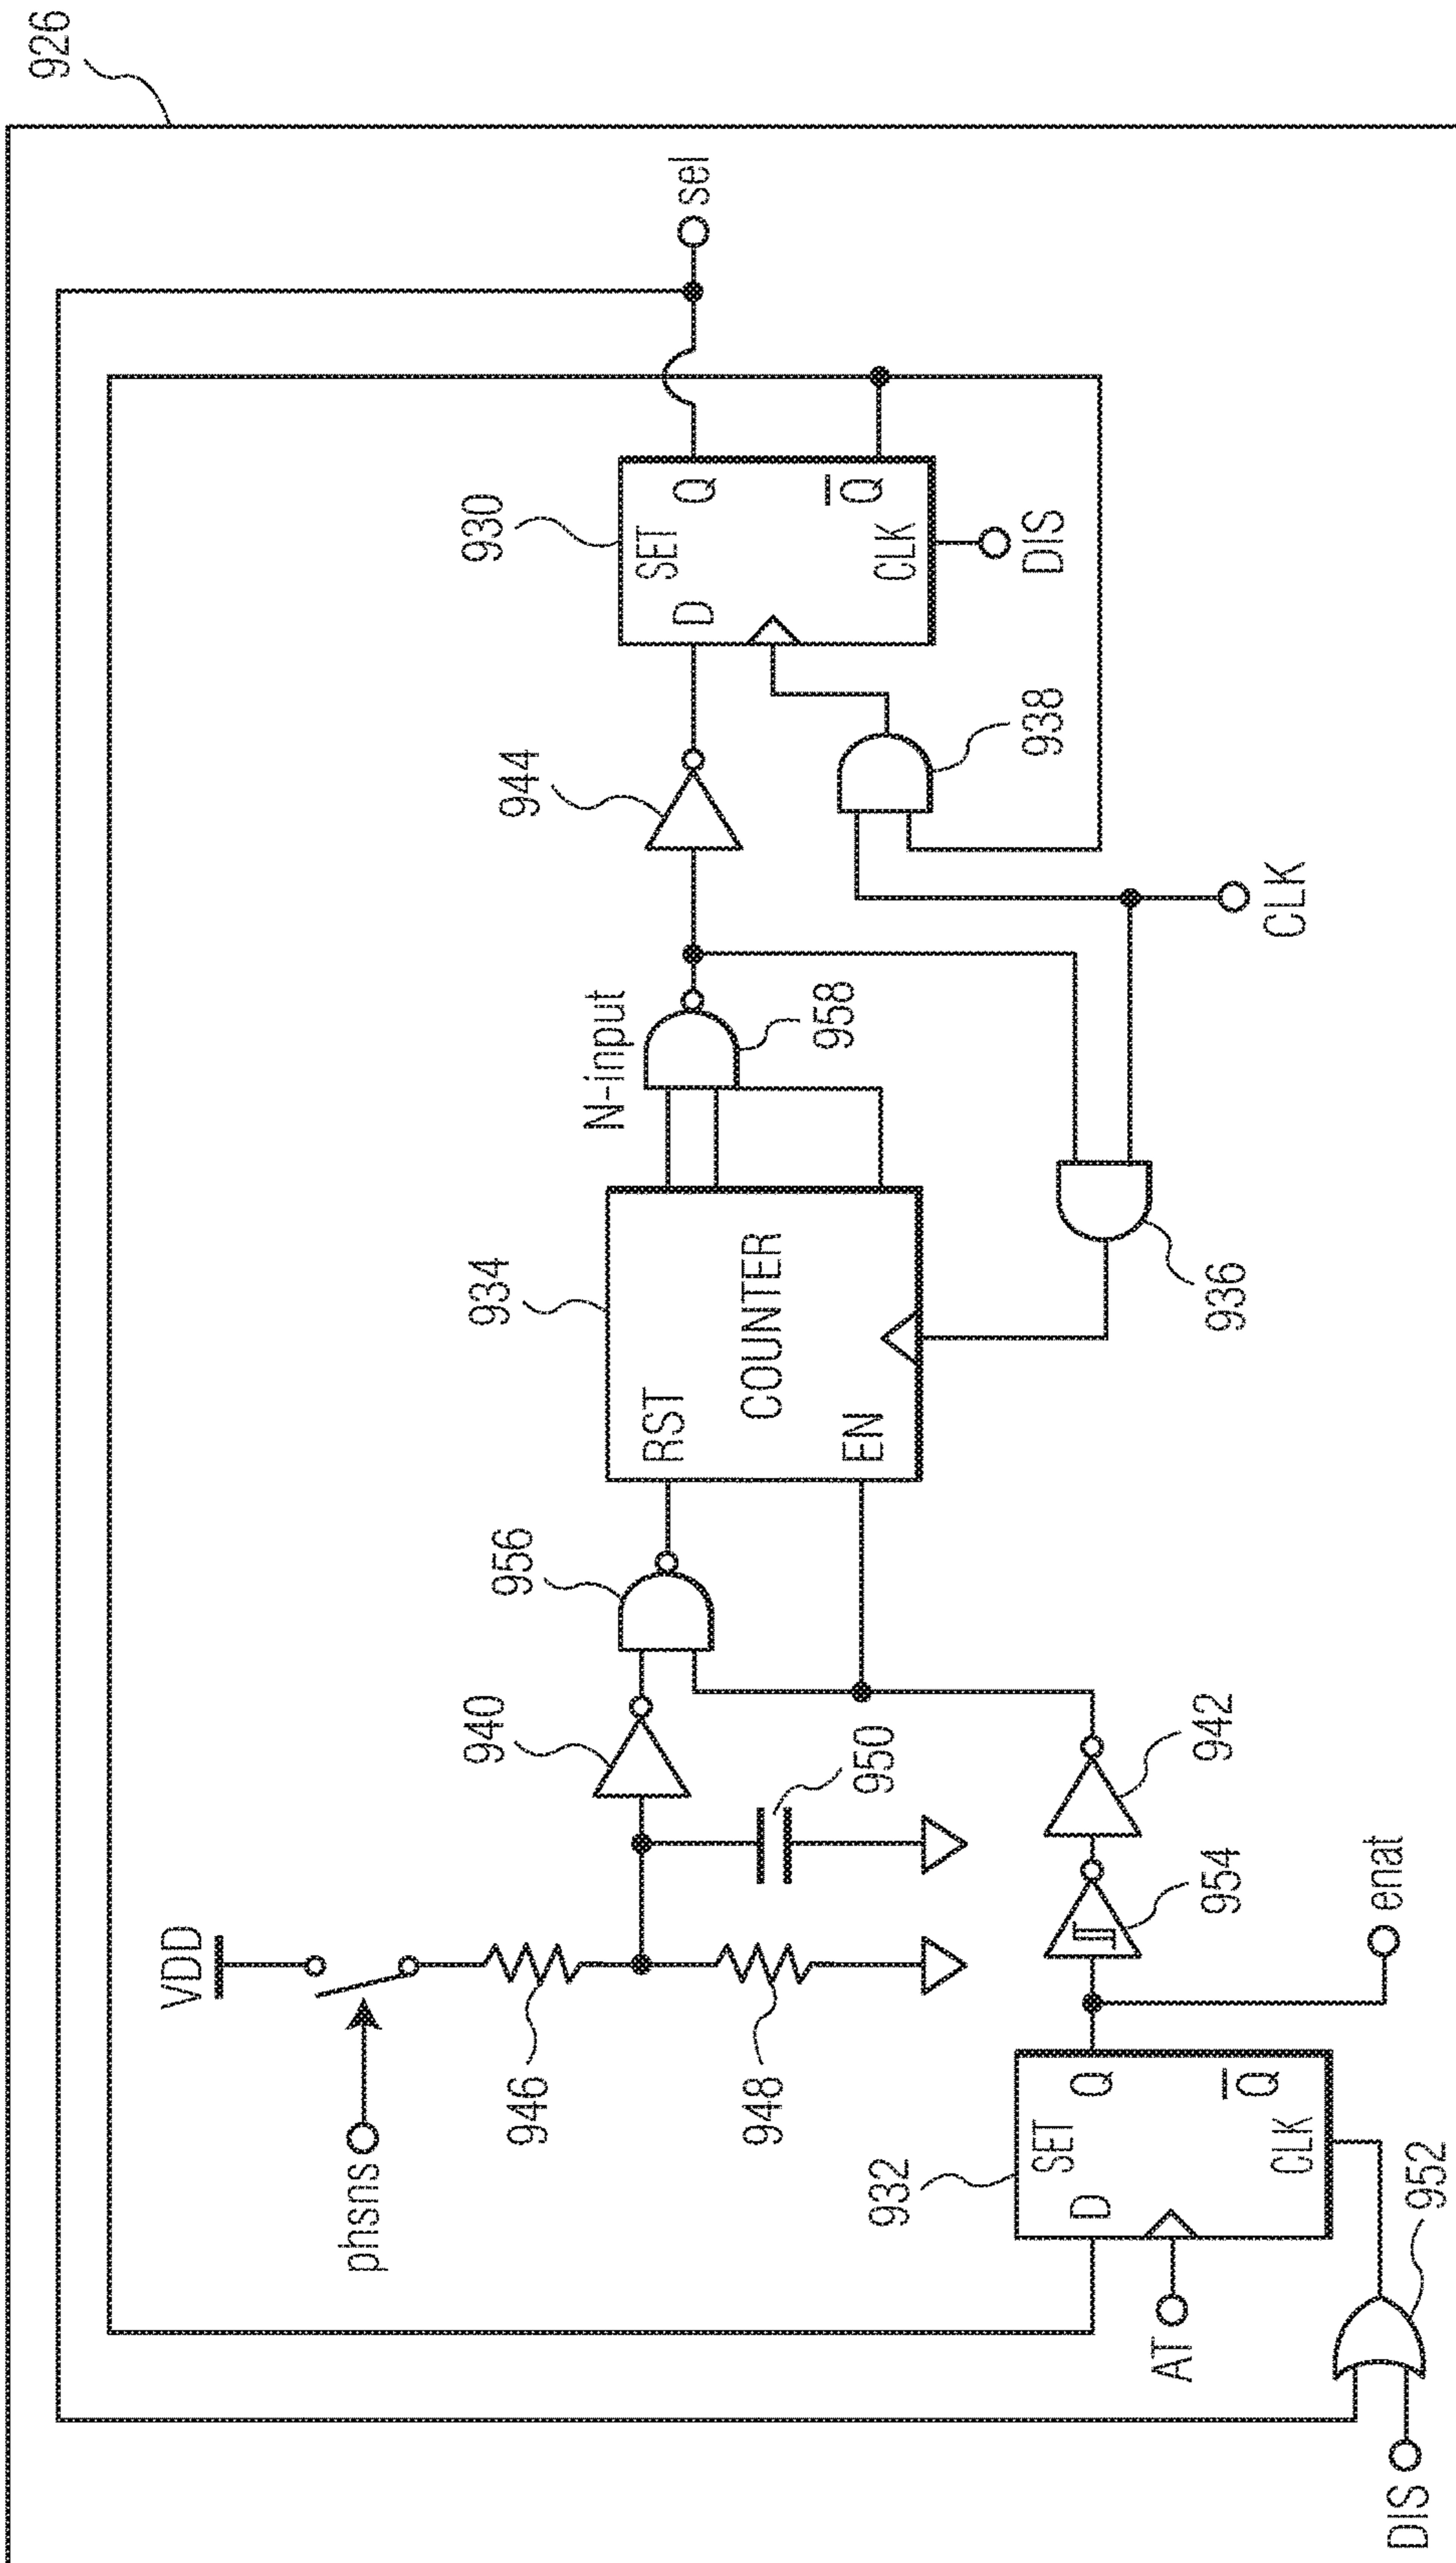 926
VDD
phsns
946
948
940
950
956
934
RST
COUNTER
EN
N-input
958
944
930
SET
D
Q
Q̅
CLK
DIS
sel
938
CLK
936
942
954
enat
932
SET
D
Q
Q̅
CLK
AT
952
DIS